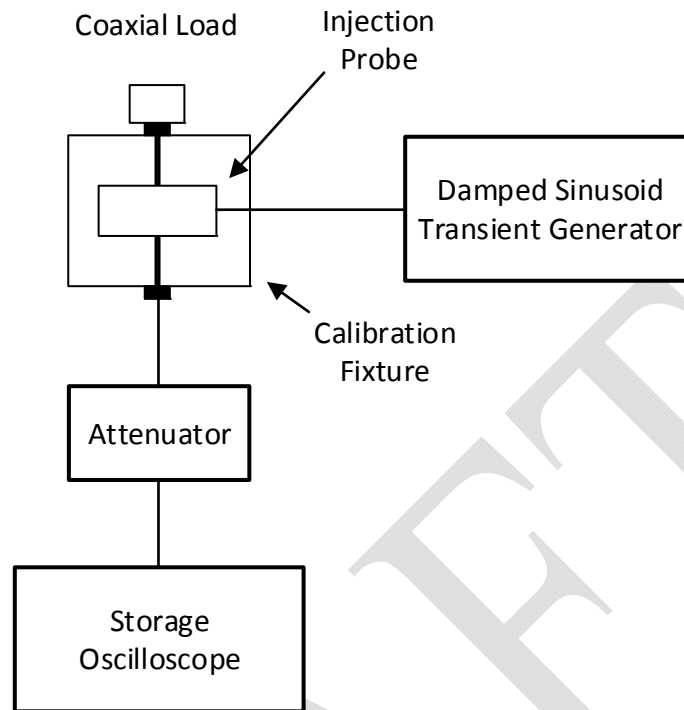 Coaxial Load
Injection
Probe
Damped Sinusoid
Transient Generator
Calibration
Fixture
Attenuator
Storage
Oscilloscope